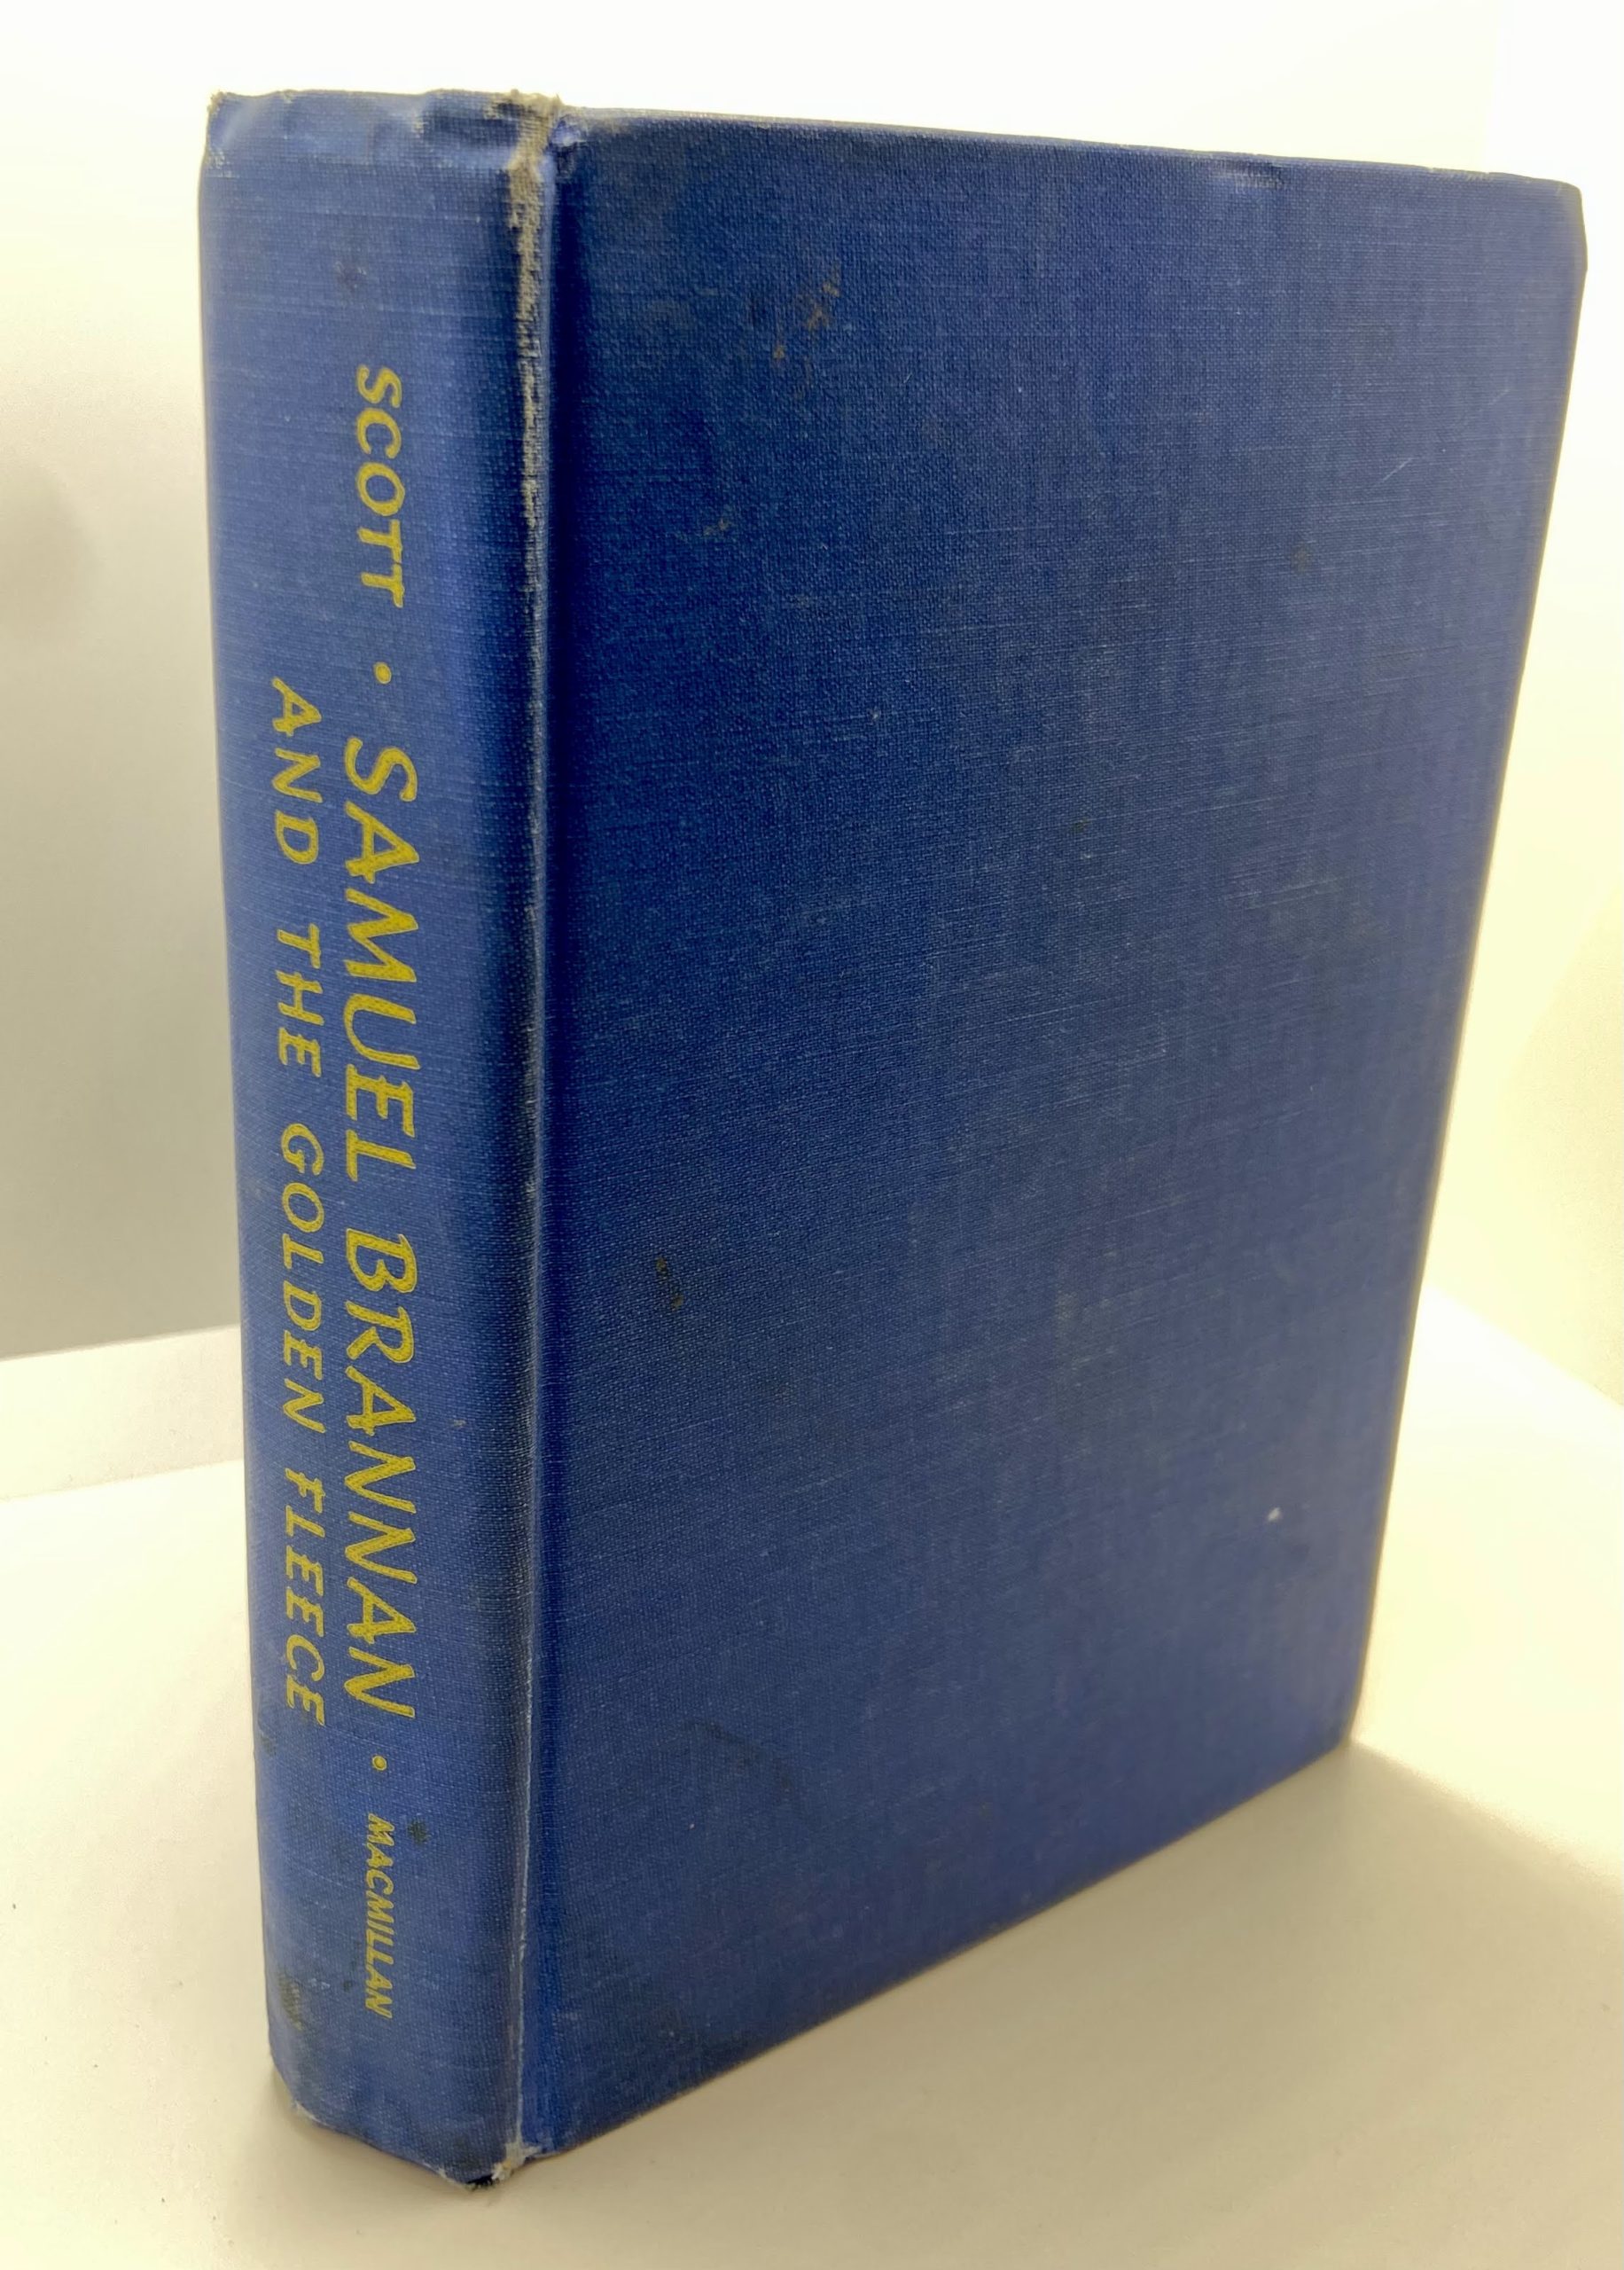 SCOTT • SAMUEL BRANNAN • MACMILLAN
AND THE GOLDEN FLEECE